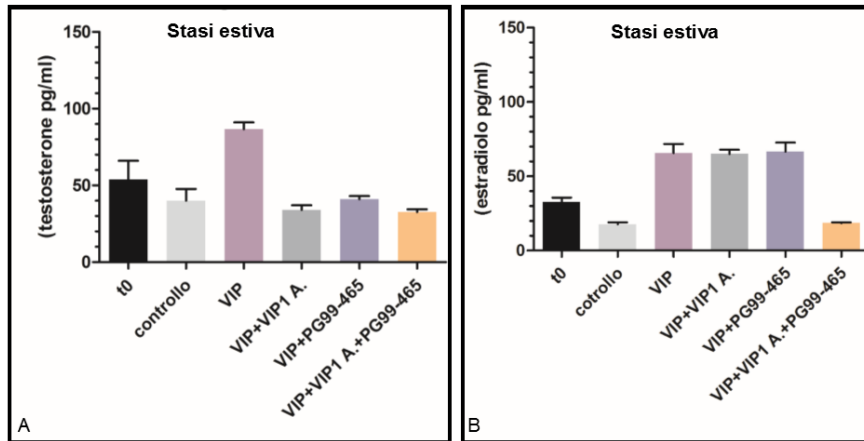 Stasi estiva
(testosterone pg/ml)
150
100
50
0
t0
controllo
VIP
VIP+VIP1 A.
VIP+PG99-465
VIP+VIP1 A.+PG99-465
A
Stasi estiva
(estradiolo pg/ml)
150
100
50
0
t0
cotrollo
VIP
VIP+VIP1 A.
VIP+PG99-465
VIP+VIP1 A.+PG99-465
B